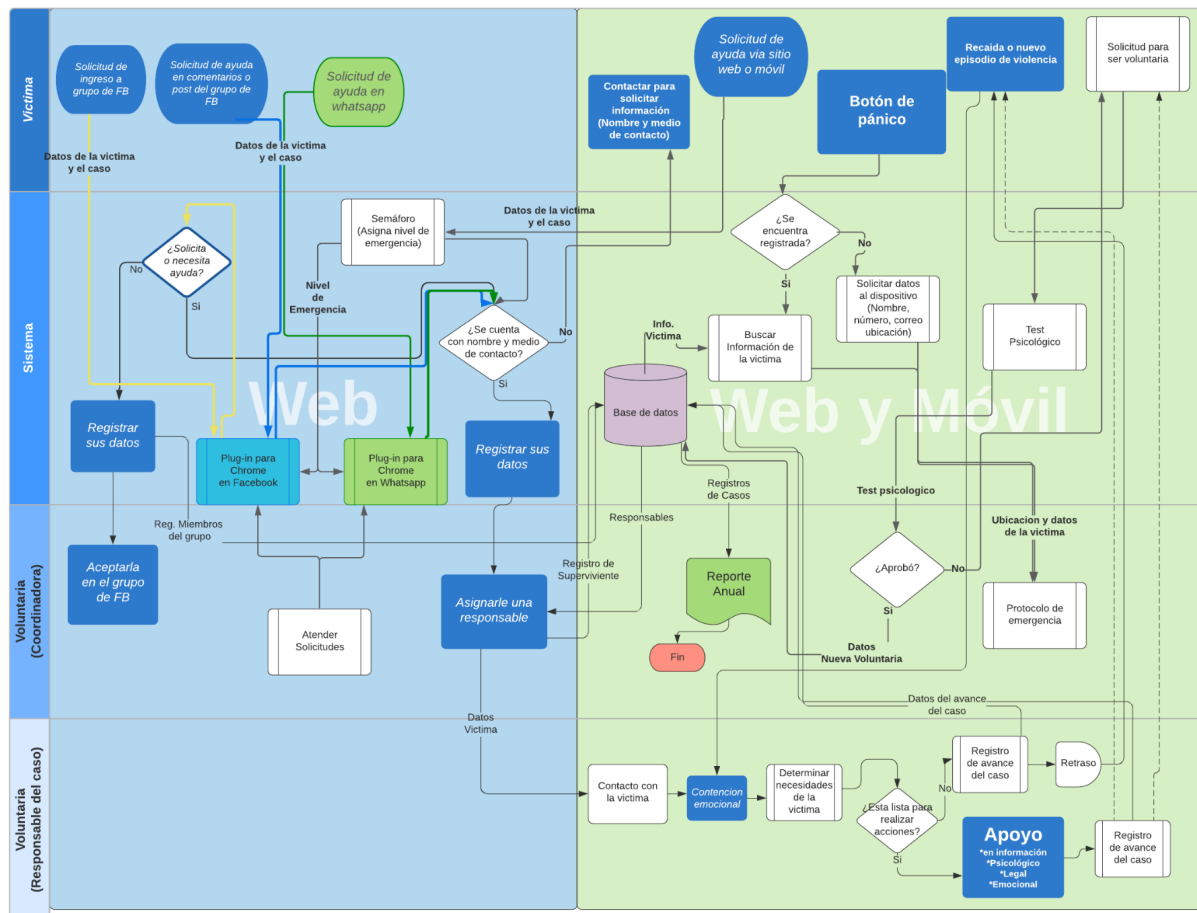 Victima
Solicitud de
ingreso a
grupo de FB
Solicitud de ayuda
en comentarios o
post del grupo de
FB
Solicitud de
ayuda en
whatsapp
Datos de la victima
y el caso
Datos de la victima
y el caso
Contactar para
solicitar
información
(Nombre y medio
de contacto)
Solicitud de
ayuda via sitio
web o móvil
Botón de
pánico
Recaida o nuevo
episodio de violencia
Solicitud para
ser voluntaria
Sistema
¿Solicita
o necesita
ayuda?
No
Si
Semáforo
(Asigna nivel de
emergencia)
Datos de la victima
y el caso
Nivel
de
Emergencia
¿Se cuenta
con nombre y medio
de contacto?
No
Si
¿Se
encuentra
registrada?
No
Si
Solicitar datos
al dispositivo
(Nombre,
número, correo
ubicación)
Info.
Victima
Buscar
Información de
la victima
Test
Psicológico
Web
Web y Móvil
Base de datos
Registrar
sus datos
Plug-in para
Chrome
en Facebook
Plug-in para
Chrome
en Whatsapp
Registrar
sus datos
Registros
de Casos
Test psicologico
Voluntaria
(Coordinadora)
Reg. Miembros
del grupo
Responsables
Ubicacion y datos
de la victima
Aceptarla
en el grupo
de FB
Atender
Solicitudes
Registro de
Superviviente
Asignarle una
responsable
Reporte
Anual
Fin
¿Aprobó?
No
Si
Datos
Nueva Voluntaria
Protocolo de
emergencia
Datos del avance
del caso
Datos
Victima
Voluntaria
(Responsable del caso)
Contacto con
la victima
Contencion
emocional
Determinar
necesidades
de la
victima
¿Esta lista para
realizar
acciones?
No
Si
Registro
de avance
del caso
Retraso
Apoyo
*en información
*Psicológico
*Legal
*Emocional
Registro
de avance
del caso